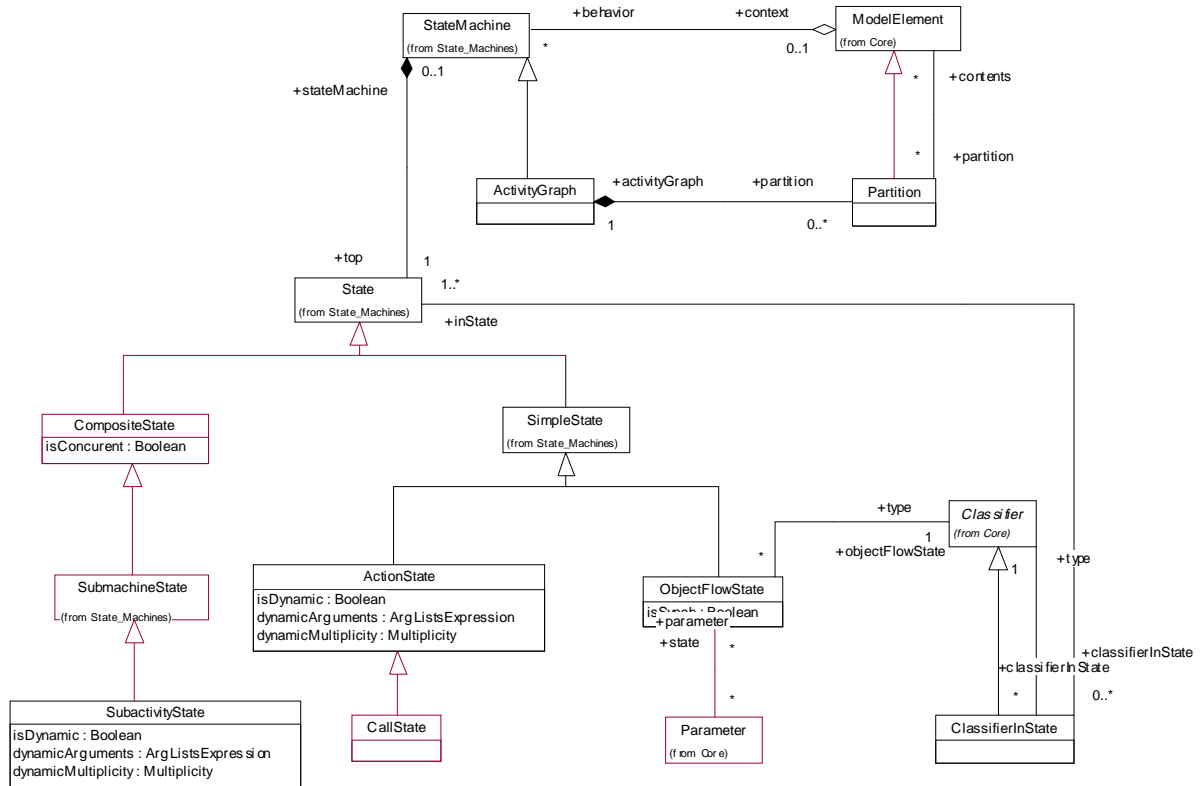 +behavior
+context
StateMachine
(from State_Machines)
ModelElement
(from Core)
*
0..1
0..1
+stateMachine
*
+contents
*
+partition
ActivityGraph
+activityGraph
+partition
Partition
1
0..*
+top
1
1..*
State
(from State_Machines)
+inState
CompositeState
isConcurent : Boolean
SimpleState
(from State_Machines)
+type
Classifier
(from Core)
1
*
+objectFlowState
+type
1
SubmachineState
(from State_Machines)
ActionState
isDynamic : Boolean
dynamicArguments : ArgListsExpression
dynamicMultiplicity : Multiplicity
ObjectFlowState
isSynch : Boolean
+parameter
+state
*
+classifierInState
+classifierInState
*
*
0..*
SubactivityState
isDynamic : Boolean
dynamicArguments : ArgListsExpression
dynamicMultiplicity : Multiplicity
CallState
Parameter
(from Core)
ClassifierInState